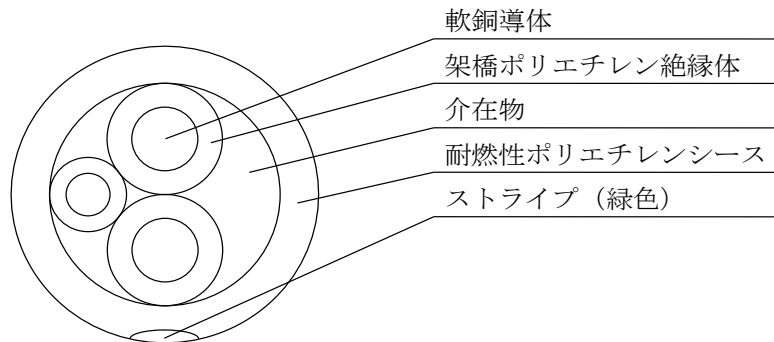 軟銅導体
架橋ポリエチレン絶縁体
介在物
耐燃性ポリエチレンシース
ストライプ（緑色）